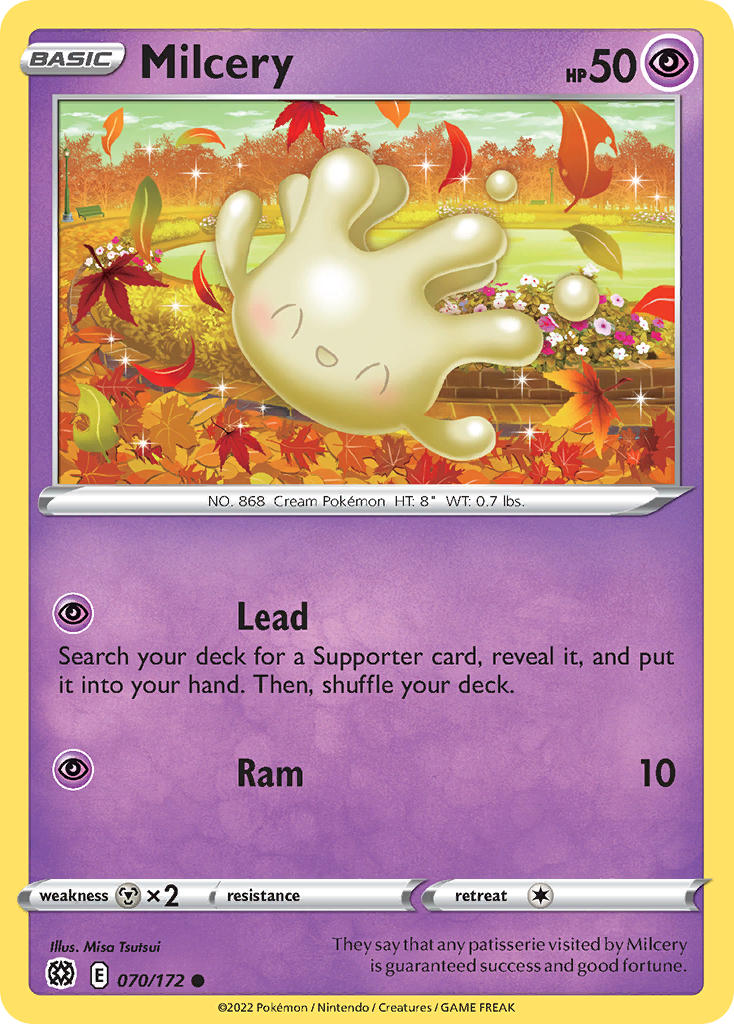 BASIC Milcery HP 50
NO. 868 Cream Pokémon HT: 8" WT: 0.7 lbs.
Lead
Search your deck for a Supporter card, reveal it, and put
it into your hand. Then, shuffle your deck.
Ram 10
weakness ×2 resistance retreat
Illus. Misa Tsutsui
They say that any patisserie visited by Milcery
is guaranteed success and good fortune.
E 070/172
©2022 Pokémon / Nintendo / Creatures / GAME FREAK